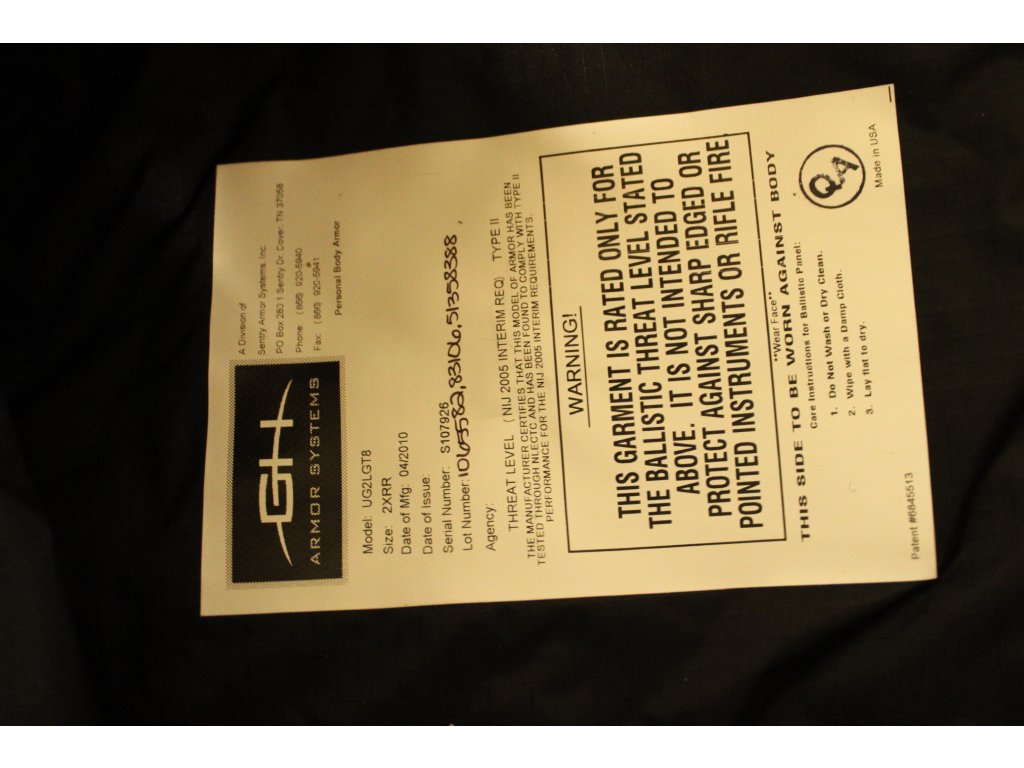 GH
ARMOR SYSTEMS
A Division of
Sentry Armor Systems, Inc
PO Box 280 1 Sentry Dr. Dover, TN 37058
Phone: (866) 920-5940
Fax: (866) 920-5941
Personal Body Armor
Model: UG2LGT8
Size: 2XRR
Date of Mfg: 04/2010
Date of Issue:
Serial Number: S107926
Lot Number: 1065582,83106,51358388,
Agency:
THREAT LEVEL ( NIJ 2005 INTERIM REQ) TYPE II
THE MANUFACTURER CERTIFIES THAT THIS MODEL OF ARMOR HAS BEEN
TESTED THROUGH NLECTC AND HAS BEEN FOUND TO COMPLY WITH TYPE II
PERFORMANCE FOR THE NIJ 2005 INTERIM REQUIREMENTS.
WARNING!
THIS GARMENT IS RATED ONLY FOR
THE BALLISTIC THREAT LEVEL STATED
ABOVE. IT IS NOT INTENDED TO
PROTECT AGAINST SHARP EDGED OR
POINTED INSTRUMENTS OR RIFLE FIRE.
"Wear Face"
THIS SIDE TO BE WORN AGAINST BODY
Care Instructions for Ballistic Panel:
1. Do Not Wash or Dry Clean.
2. Wipe with a Damp Cloth.
3. Lay flat to dry.
QA
Patent #6845513
Made in USA